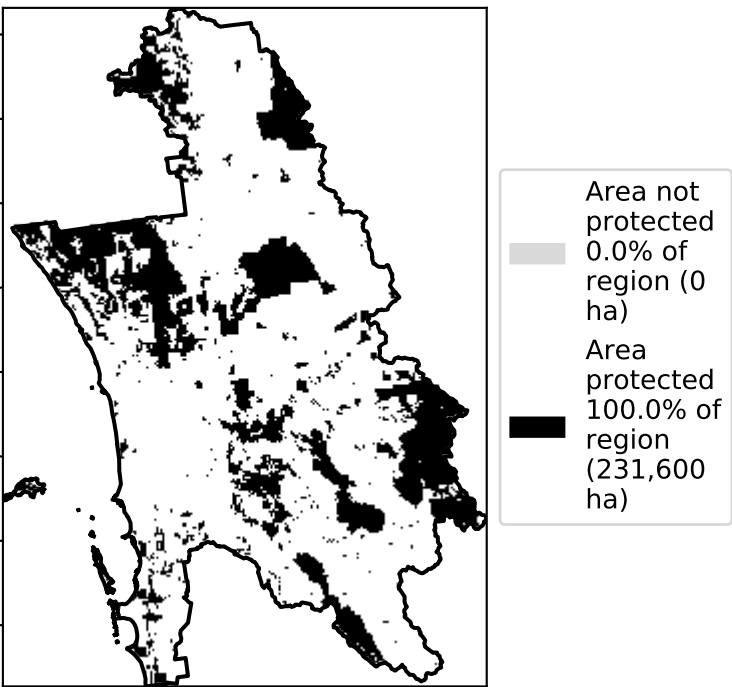 Area not
protected
0.0% of
region (0
ha)
Area
protected
100.0% of
region
(231,600
ha)